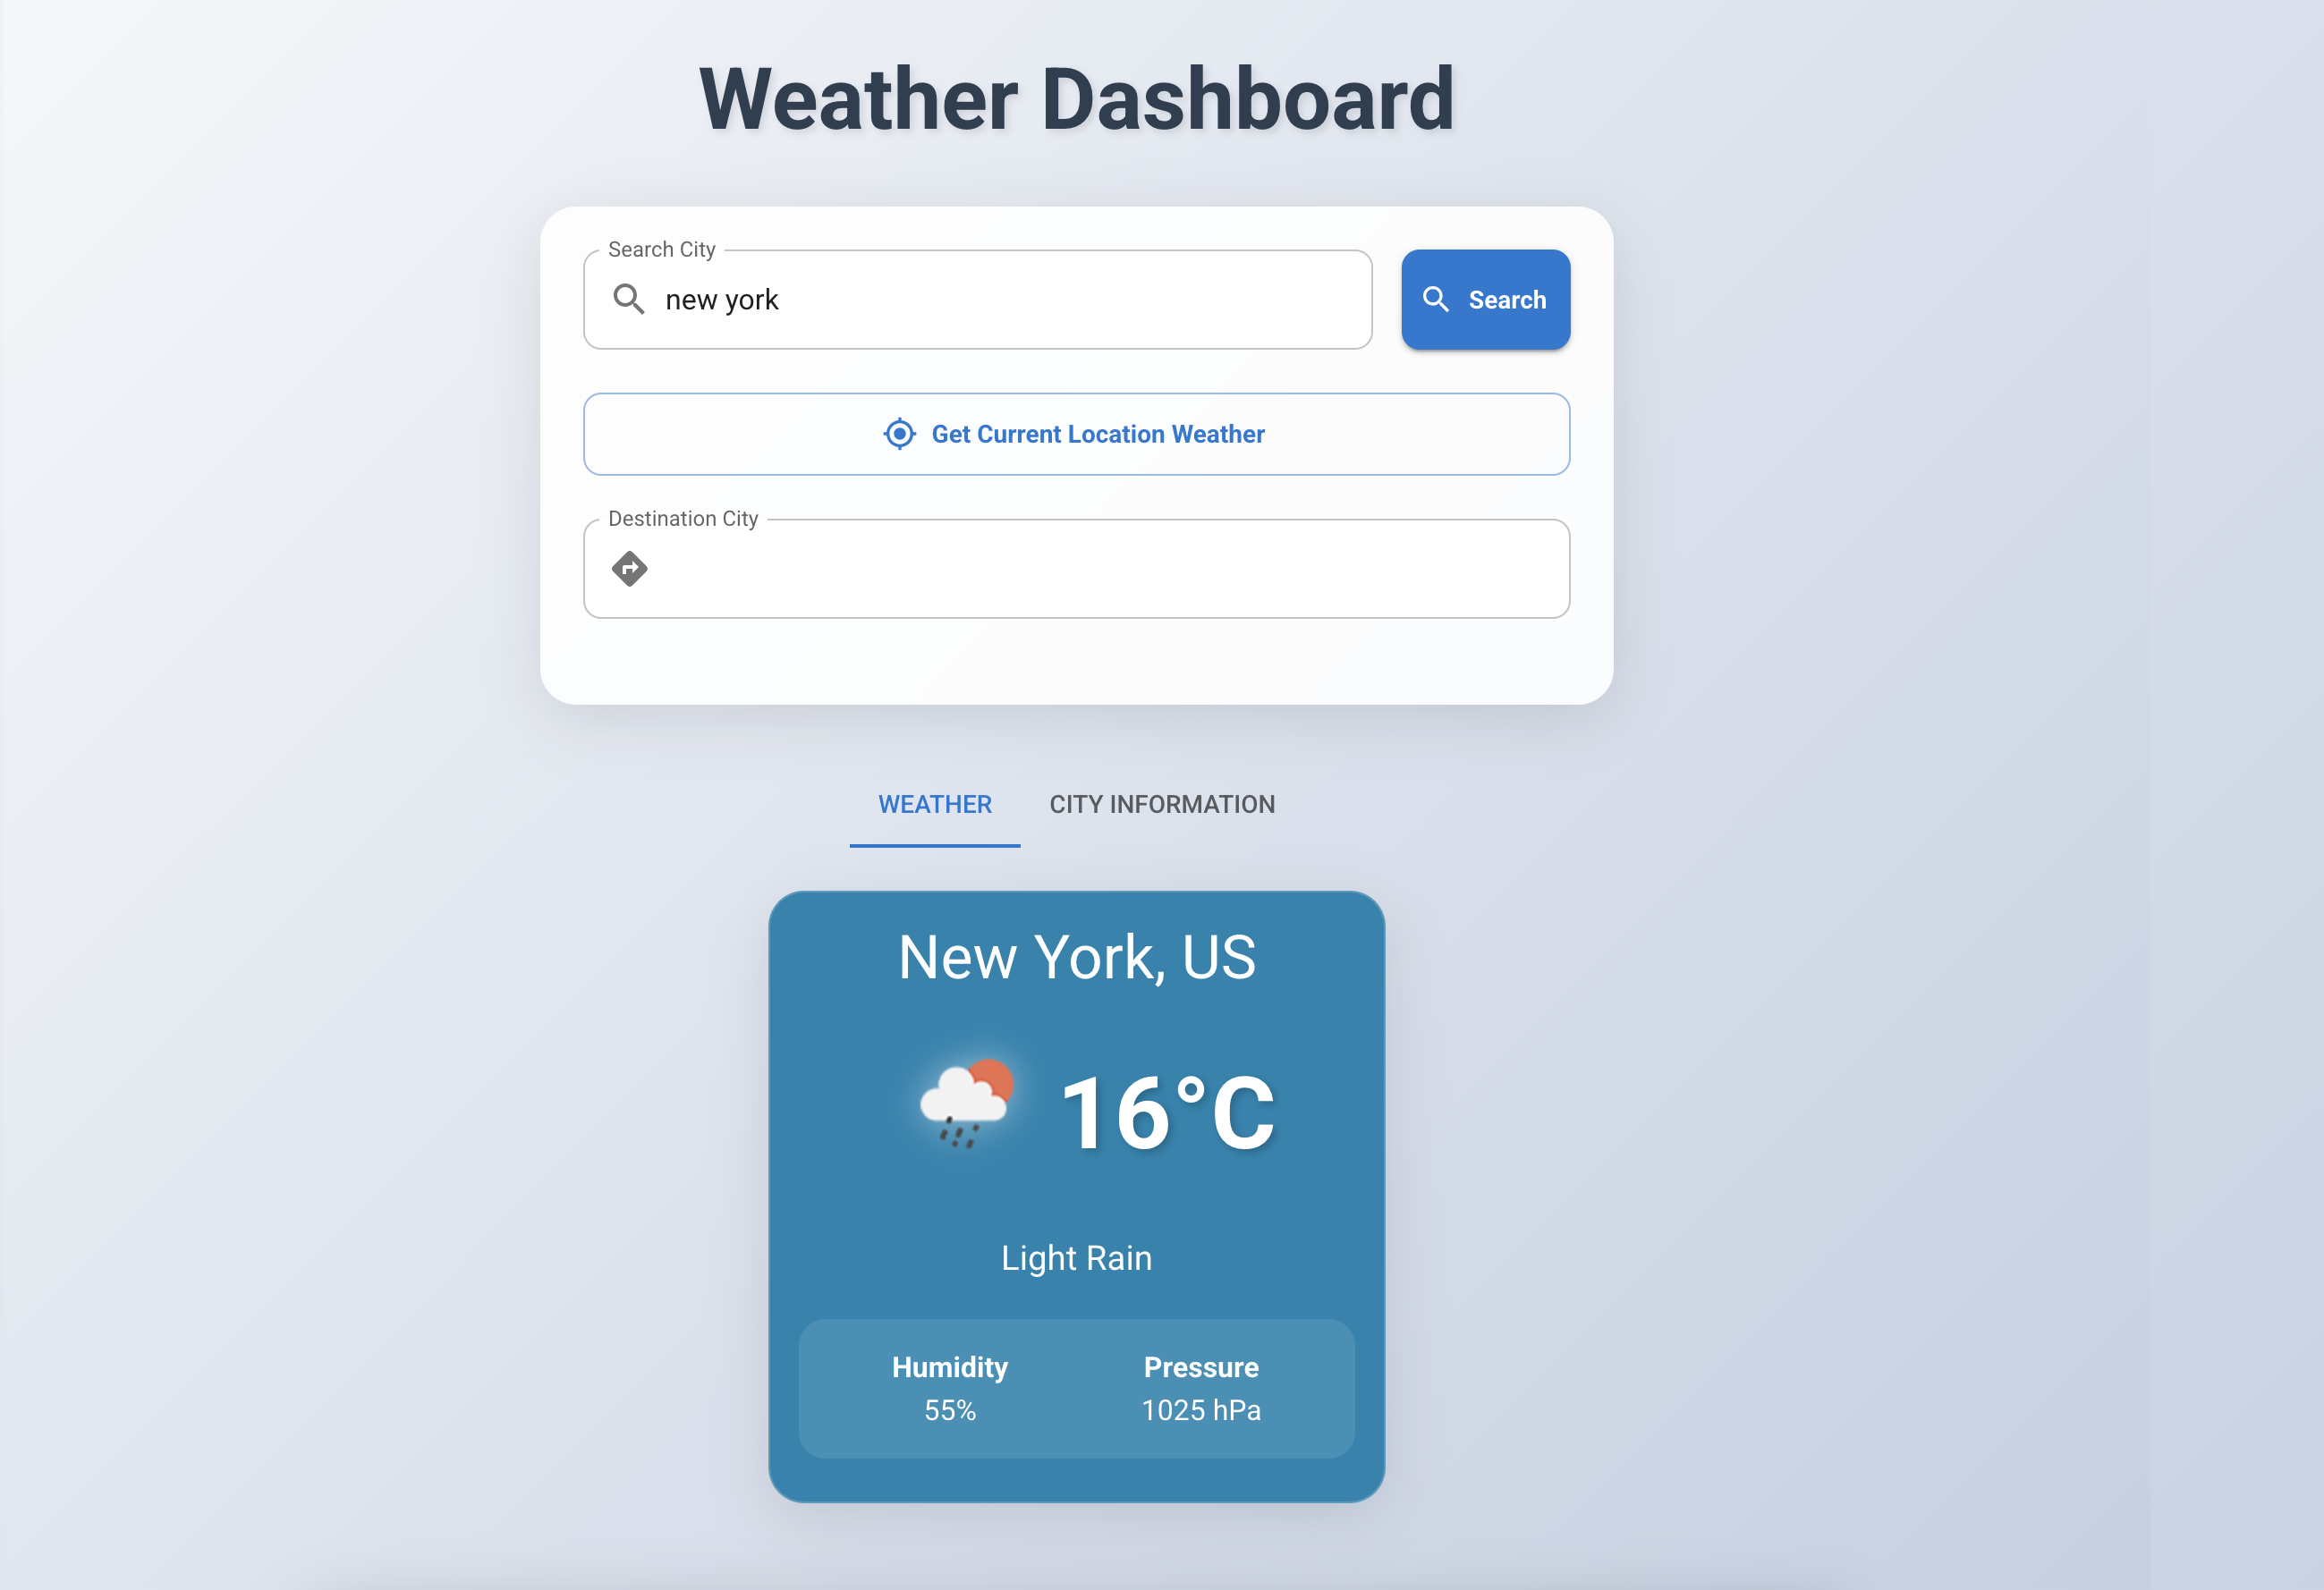 Weather Dashboard
Search City
new york
Search
Get Current Location Weather
Destination City
WEATHER CITY INFORMATION
New York, US
16°C
Light Rain
Humidity Pressure
55% 1025 hPa